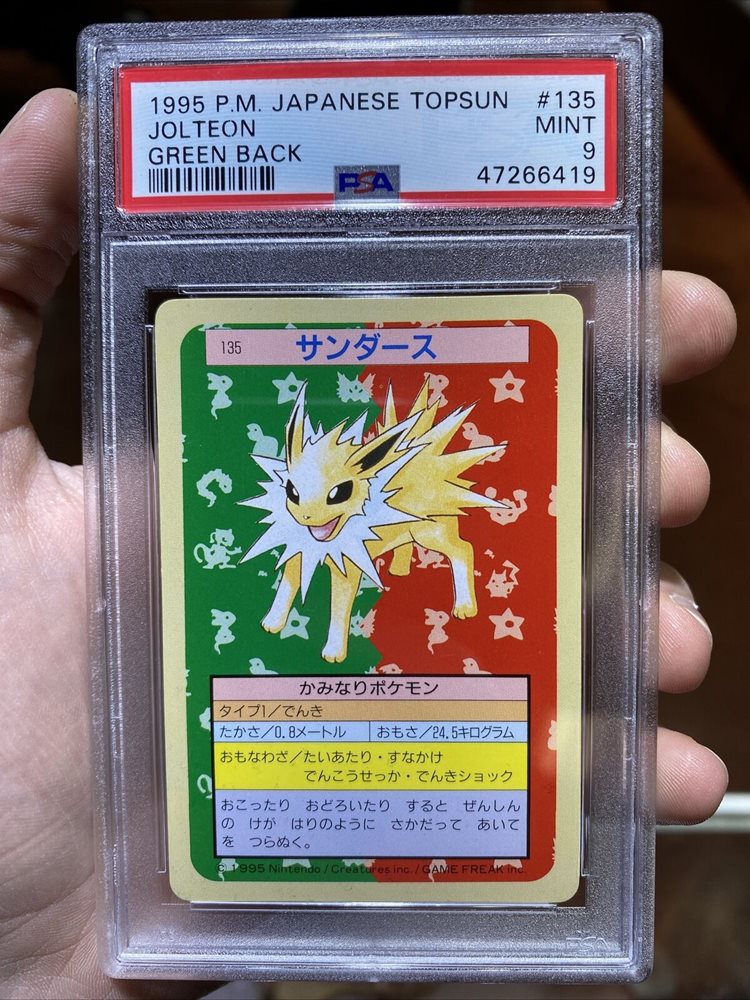 1995 P.M. JAPANESE TOPSUN #135
JOLTEON MINT
GREEN BACK 9
PSA 47266419
135 サンダース
かみなりポケモン
タイプ1/でんき
たかさ/0.8メートル おもさ/24.5キログラム
おもなわざ/たいあたり・すなかけ
でんこうせっか・でんきショック
おこったり おどろいたり すると ぜんしん
の けが はりのように さかだって あいて
を つらぬく。
© 1995 Nintendo / Creatures inc. / GAME FREAK inc.